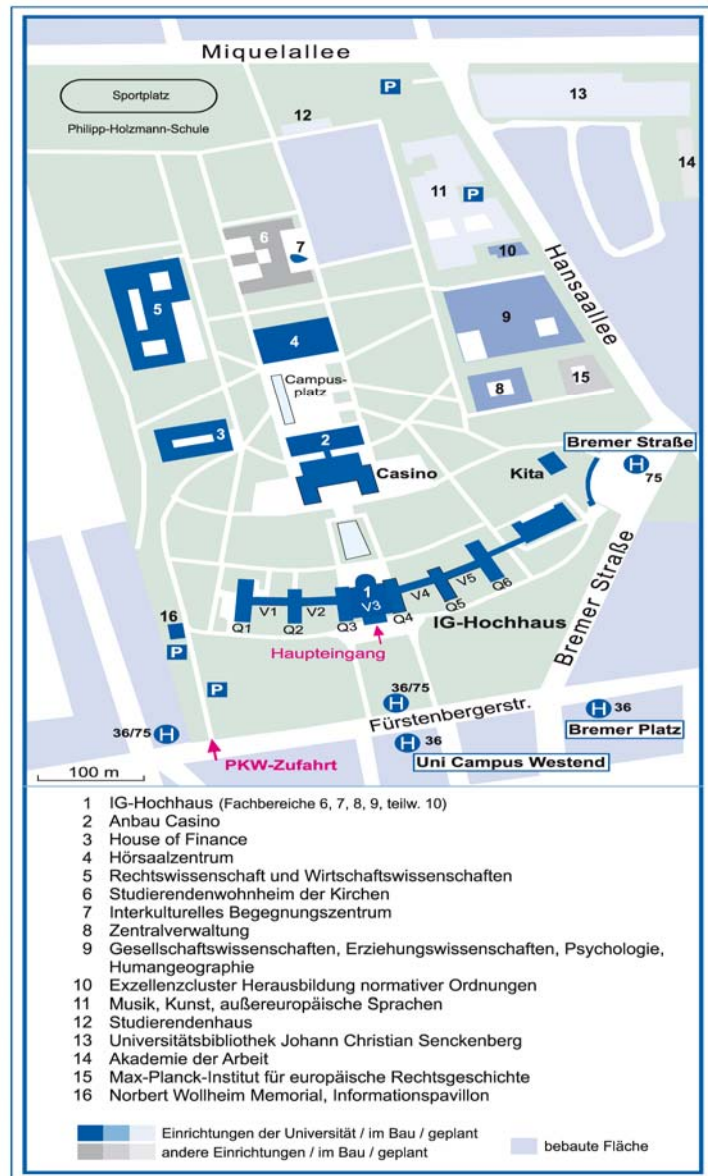 Miquelallee
Sportplatz
Philipp-Holzmann-Schule
P
12
13
14
11
P
6
7
10
Hansaallee
5
9
4
Campus-
platz
8
15
3
2
Casino
Kita
Bremer Straße
H
75
1
Q1
V1
Q2
V2
Q3
V3
Q4
V4
Q5
V5
Q6
IG-Hochhaus
Bremer Straße
16
P
Haupteingang
P
36/75
H
36/75
H
Fürstenbergerstr.
H
36
Uni Campus Westend
H
36
Bremer Platz
PKW-Zufahrt
100 m
1 IG-Hochhaus (Fachbereiche 6, 7, 8, 9, teilw. 10)
2 Anbau Casino
3 House of Finance
4 Hörsaalzentrum
5 Rechtswissenschaft und Wirtschaftswissenschaften
6 Studierendenwohnheim der Kirchen
7 Interkulturelles Begegnungszentrum
8 Zentralverwaltung
9 Gesellschaftswissenschaften, Erziehungswissenschaften, Psychologie,
Humangeographie
10 Exzellenzcluster Herausbildung normativer Ordnungen
11 Musik, Kunst, außereuropäische Sprachen
12 Studierendenhaus
13 Universitätsbibliothek Johann Christian Senckenberg
14 Akademie der Arbeit
15 Max-Planck-Institut für europäische Rechtsgeschichte
16 Norbert Wollheim Memorial, Informationspavillon
Einrichtungen der Universität / im Bau / geplant
andere Einrichtungen / im Bau / geplant
bebaute Fläche